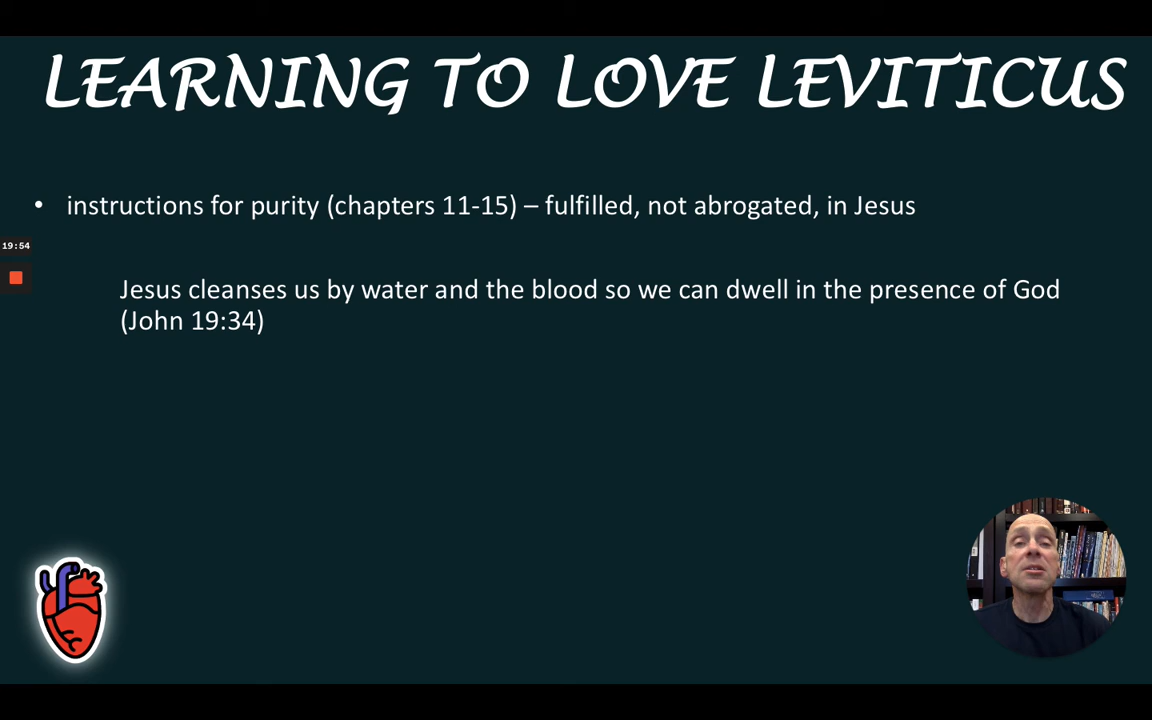 LEARNING TO LOVE LEVITICUS
• instructions for purity (chapters 11-15) – fulfilled, not abrogated, in Jesus
19:54
Jesus cleanses us by water and the blood so we can dwell in the presence of God
(John 19:34)